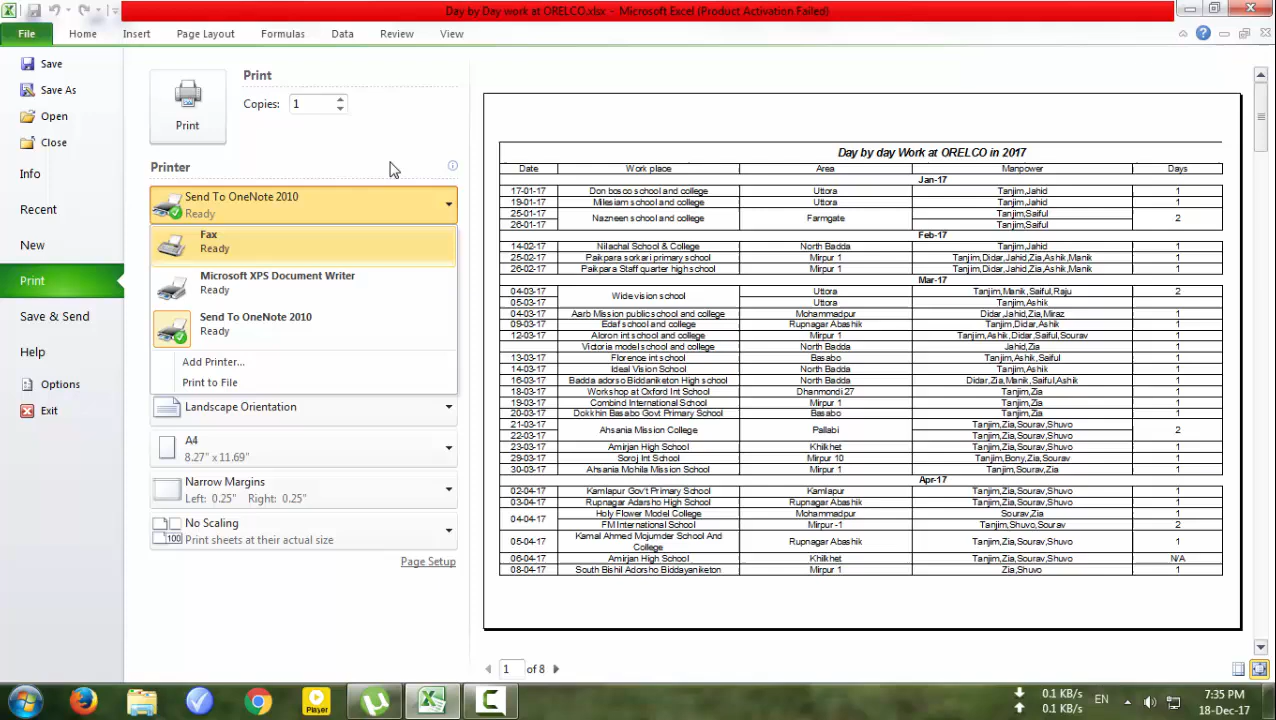 Day by Day work at ORELCO.xlsx - Microsoft Excel (Product Activation Failed)
File Home Insert Page Layout Formulas Data Review View
Save
Save As
Open
Close
Info
Recent
New
Print
Save & Send
Help
Options
Exit
Print
Print
Copies: 1
Printer
Send To OneNote 2010
Ready
Fax
Ready
Microsoft XPS Document Writer
Ready
Send To OneNote 2010
Ready
Add Printer...
Print to File
Landscape Orientation
A4
8.27" x 11.69"
Narrow Margins
Left: 0.25" Right: 0.25"
No Scaling
100 Print sheets at their actual size
Page Setup
Day by day Work at ORELCO in 2017
Date Work place Area Manpower Days
Jan-17
17-01-17 Don bosco school and college Uttora Tanjim,Jahid 1
19-01-17 Milesiam school and college Uttora Tanjim,Jahid 1
25-01-17 Nazneen school and college Farmgate Tanjim,Saiful 2
26-01-17 Tanjim,Saiful
Feb-17
14-02-17 Nilachal School & College North Badda Tanjim,Jahid 1
25-02-17 Paikpara sorkari primary school Mirpur 1 Tanjim,Didar,Jahid,Zia,Ashik,Manik 1
26-02-17 Paikpara Staff quarter high school Mirpur 1 Tanjim,Didar,Jahid,Zia,Ashik,Manik 1
Mar-17
04-03-17 Wide vision school Uttora Tanjim,Manik,Saiful,Raju 2
05-03-17 Uttora Tanjim,Ashik
04-03-17 Aarb Mission public school and college Mohammadpur Didar,Jahid,Zia,Miraz 1
09-03-17 Edaf school and college Rupnagar Abashik Tanjim,Didar,Ashik 1
12-03-17 Akron int school and college Mirpur 1 Tanjim,Ashik,Didar,Saiful,Sourav 1
Victoria model school and college North Badda Jahid,Zia 1
13-03-17 Florence int school Basabo Tanjim,Ashik,Saiful 1
14-03-17 Ideal Vision School North Badda Tanjim,Ashik 1
16-03-17 Badda adorso Biddaniketon High school North Badda Didar,Zia,Manik,Saiful,Ashik 1
18-03-17 Workshop at Oxford Int School Dhanmondi 27 Tanjim,Zia 1
19-03-17 Combind International School Mirpur 1 Tanjim,Zia 1
20-03-17 Dokkhin Basabo Govt Primary School Basabo Tanjim,Zia 1
21-03-17 Ahsania Mission College Pallabi Tanjim,Zia,Sourav,Shuvo 2
22-03-17 Tanjim,Zia,Sourav,Shuvo
23-03-17 Amirjan High School Khilkhet Tanjim,Zia,Sourav,Shuvo 1
29-03-17 Soroj Int School Mirpur 10 Tanjim,Bony,Zia,Sourav 1
30-03-17 Ahsania Mohila Mission School Mirpur 1 Tanjim,Sourav,Zia 1
Apr-17
02-04-17 Kamlapur Gov't Primary School Kamlapur Tanjim,Zia,Sourav,Shuvo 1
03-04-17 Rupnagar Adarsho High School Rupnagar Abashik Tanjim,Zia,Sourav,Shuvo 1
04-04-17 Holy Flower Model College Mohammadpur Sourav,Zia 1
FM International School Mirpur -1 Tanjim,Shuvo,Sourav 2
05-04-17 Kamal Ahmed Mojumder School And College Rupnagar Abashik Tanjim,Zia,Sourav,Shuvo 1
06-04-17 Amirjan High School Khilkhet Tanjim,Zia,Sourav,Shuvo N/A
08-04-17 South Bishil Adorsho Biddayaniketon Mirpur 1 Zia,Shuvo 1
1 of 8
Player
0.1 KB/s
0.1 KB/s
EN
7:35 PM
18-Dec-17